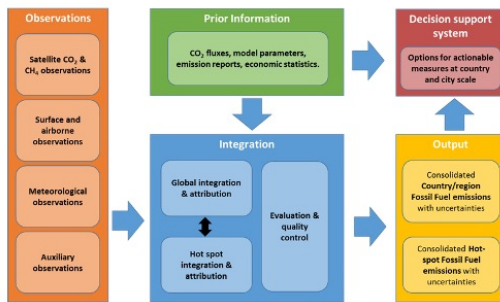 Observations
Satellite CO₂ &
CH₄ observations
Surface and
airborne observations
Meteorological
observations
Auxiliary
observations
Prior Information
CO₂ fluxes, model parameters,
emission reports, economic statistics.
Integration
Global integration
& attribution
Hot spot
integration &
attribution
Evaluation &
quality
control
Decision support
system
Options for actionable
measures at country
and city scale
Output
Consolidated
Country/region
Fossil Fuel emissions
with uncertainties
Consolidated Hot-
spot Fossil Fuel
emissions with
uncertainties